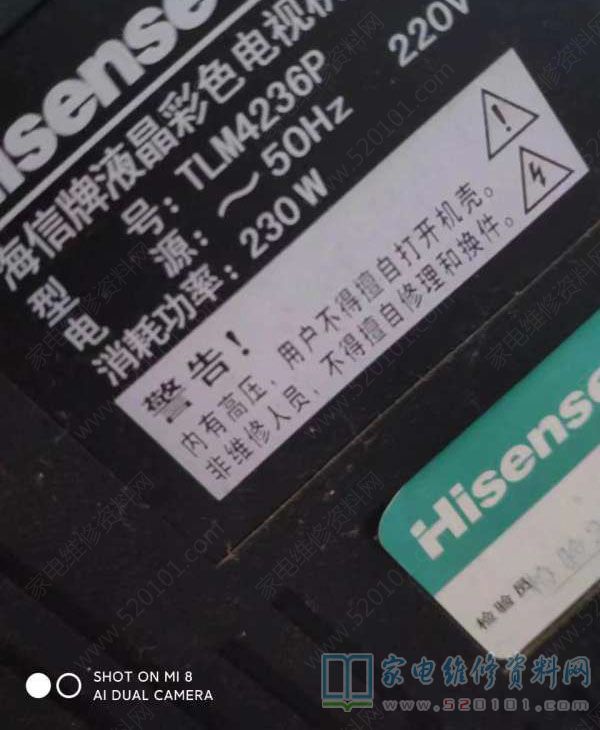 Hisense
海信牌液晶彩色电视机
型 号: TLM4236P
电 源: ～ 50Hz 220V
消耗功率: 230W
警告!
内有高压，用户不得擅自打开机壳。
非维修人员，不得擅自修理和换件。
Hisense
检验员
SHOT ON MI 8
AI DUAL CAMERA
家电维修资料网
www.520101.com